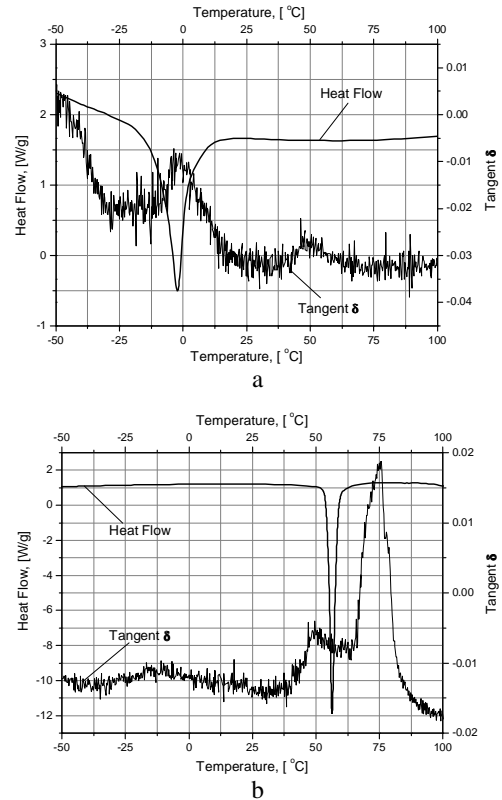 Temperature, [ °C]
-50 -25 0 25 50 75 100
3
2
1
0
-1
Heat Flow, [W/g]
0.01
0.00
-0.01
-0.02
-0.03
-0.04
Tangent δ
Heat Flow
Tangent δ
-50 -25 0 25 50 75 100
Temperature, [ °C]
a
Temperature, [ °C]
-50 -25 0 25 50 75 100
2
0
-2
-4
-6
-8
-10
-12
Heat Flow, [W/g]
0.02
0.01
0.00
-0.01
-0.02
Tangent δ
Heat Flow
Tangent δ
-50 -25 0 25 50 75 100
Temperature, [ °C]
b